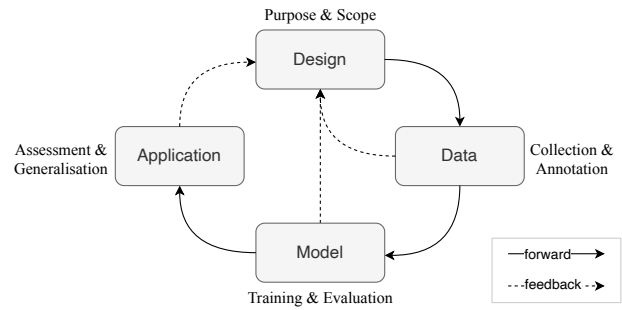 Purpose & Scope
Design
Assessment &
Generalisation
Application
Data
Collection &
Annotation
Model
Training & Evaluation
forward
feedback